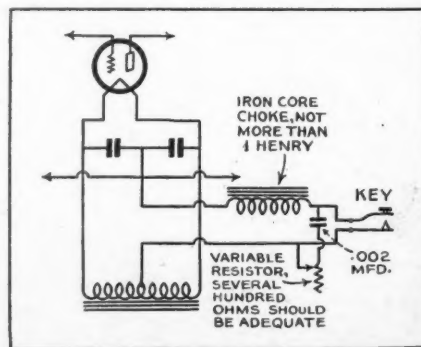 IRON CORE
CHOKE, NOT
MORE THAN
1 HENRY
KEY
.002
MFD.
VARIABLE
RESISTOR,
SEVERAL
HUNDRED
OHMS SHOULD
BE ADEQUATE